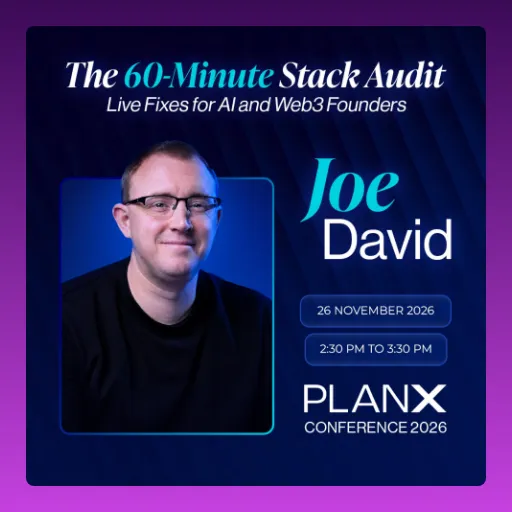 The 60-Minute Stack Audit
Live Fixes for AI and Web3 Founders
Joe
David
26 NOVEMBER 2026
2:30 PM TO 3:30 PM
PLANX
CONFERENCE 2026